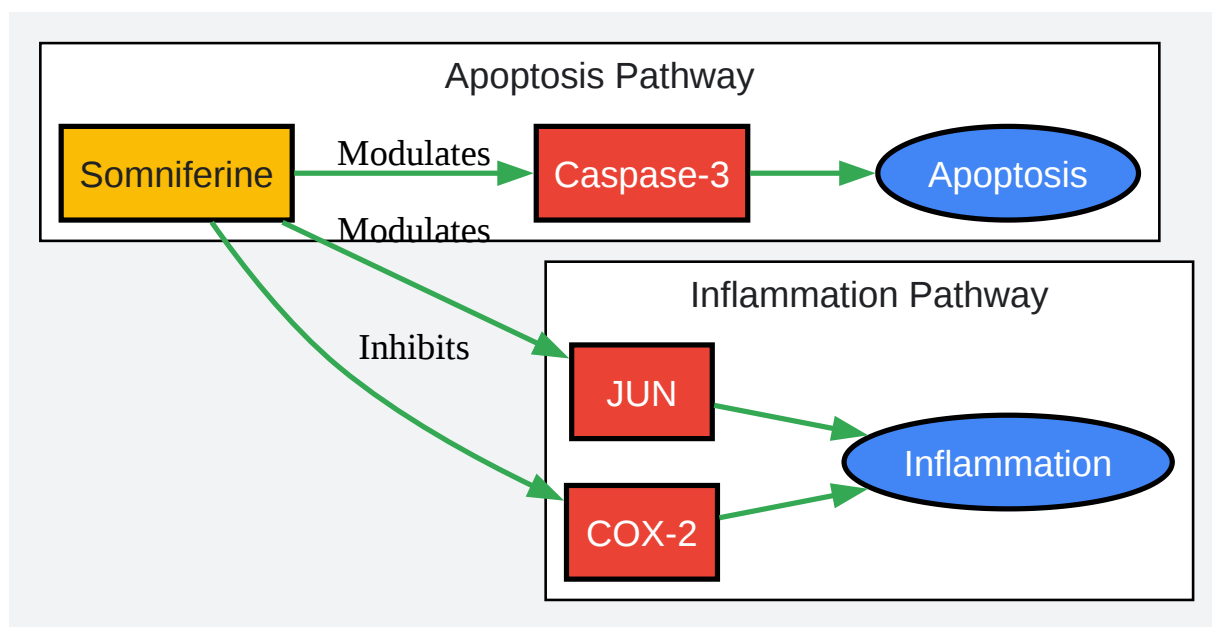 Apoptosis Pathway
Somniferine
Modulates
Caspase-3
Apoptosis
Modulates
Inflammation Pathway
Inhibits
JUN
Inflammation
COX-2